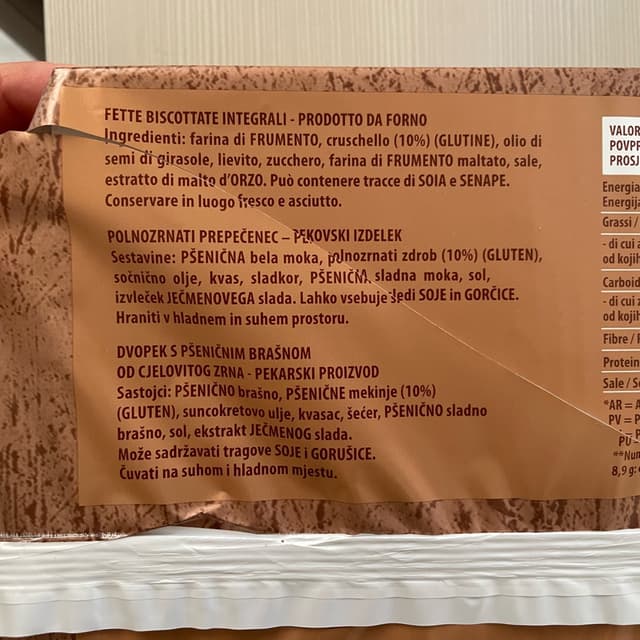 FETTE BISCOTTATE INTEGRALI - PRODOTTO DA FORNO
Ingredienti: farina di FRUMENTO, cruschello (10%) (GLUTINE), olio di
semi di girasole, lievito, zucchero, farina di FRUMENTO maltato, sale,
estratto di malto d'ORZO. Può contenere tracce di SOIA e SENAPE.
Conservare in luogo fresco e asciutto.
POLNOZRNATI PREPEČENEC – PEKOVSKI IZDELEK
Sestavine: PŠENIČNA bela moka, polnozrnati zdrob (10%) (GLUTEN),
sončnično olje, kvas, sladkor, PŠENIČNA sladna moka, sol,
izvleček JEČMENOVEGA slada. Lahko vsebuje sledi SOJE in GORČICE.
Hraniti v hladnem in suhem prostoru.
DVOPEK S PŠENIČNIM BRAŠNOM
OD CJELOVITOG ZRNA - PEKARSKI PROIZVOD
Sastojci: PŠENIČNO brašno, PŠENIČNE mekinje (10%)
(GLUTEN), suncokretovo ulje, kvasac, šećer, PŠENIČNO sladno
brašno, sol, ekstrakt JEČMENOG slada.
Može sadržavati tragove SOJE i GORUŠICE.
Čuvati na suhom i hladnom mjestu.
VALOR
POVPR
PROSJ
Energia
Energija
Grassi /
- di cui
od kojih
Carboid
- di cui
od kojih
Fibre /
Protein
Sale / S
*AR = A
PV = P
PU =
**Num
8,9 g: